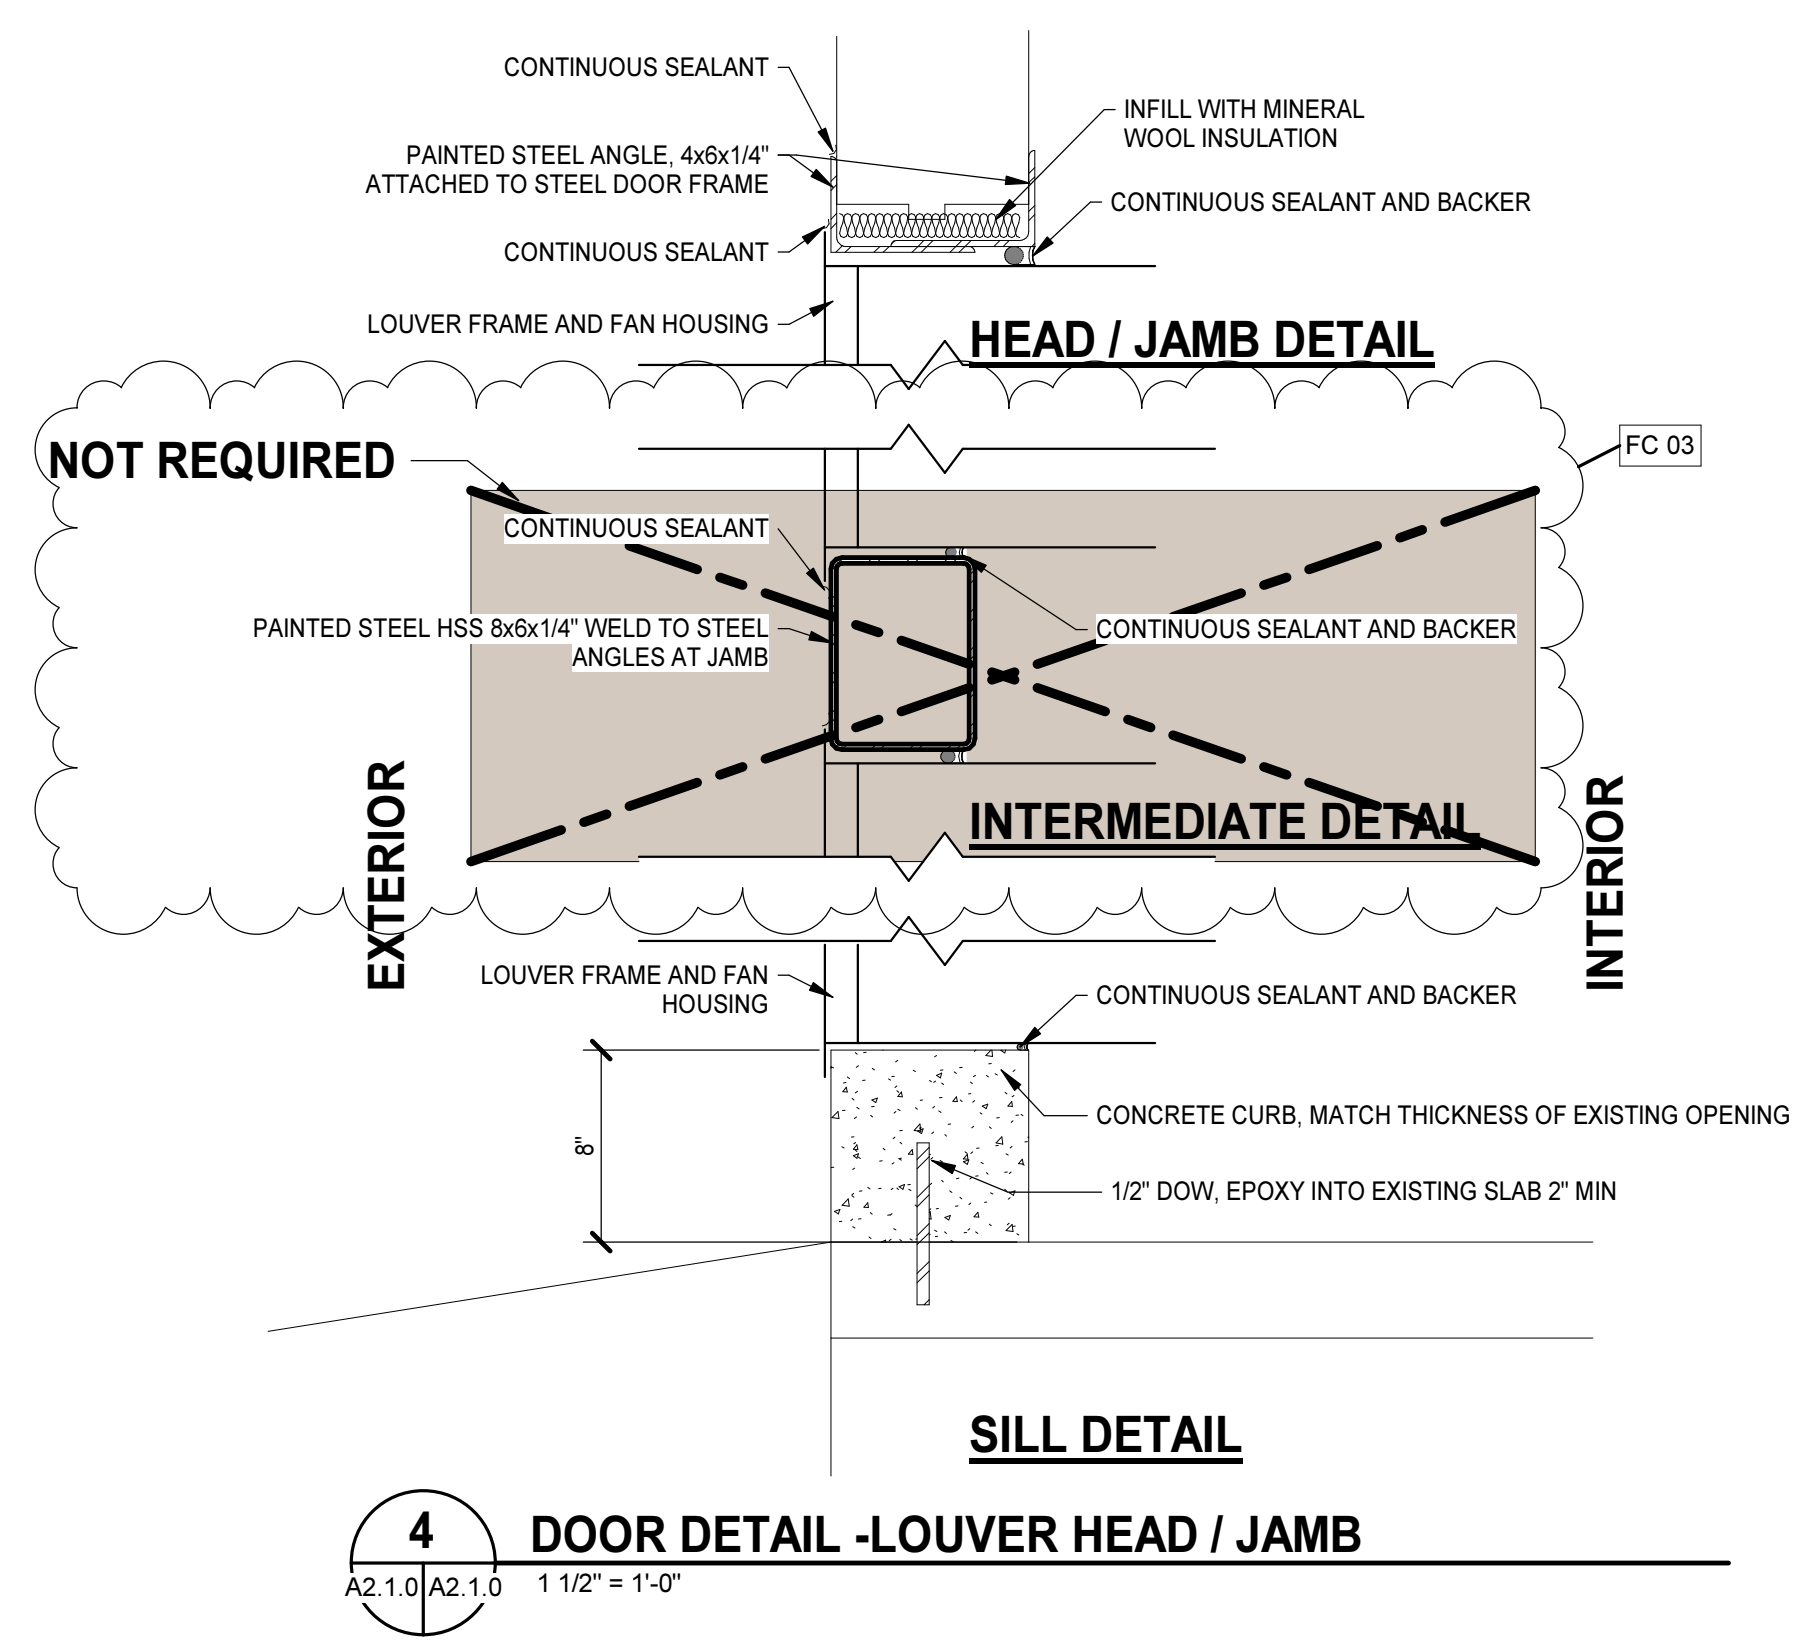 CONTINUOUS SEALANT
INFILL WITH MINERAL
WOOL INSULATION
PAINTED STEEL ANGLE, 4x6x1/4"
ATTACHED TO STEEL DOOR FRAME
CONTINUOUS SEALANT AND BACKER
CONTINUOUS SEALANT
LOUVER FRAME AND FAN HOUSING
HEAD / JAMB DETAIL
NOT REQUIRED
FC 03
CONTINUOUS SEALANT
PAINTED STEEL HSS 8x6x1/4" WELD TO STEEL
ANGLES AT JAMB
CONTINUOUS SEALANT AND BACKER
INTERMEDIATE DETAIL
EXTERIOR
INTERIOR
LOUVER FRAME AND FAN
HOUSING
CONTINUOUS SEALANT AND BACKER
8"
CONCRETE CURB, MATCH THICKNESS OF EXISTING OPENING
1/2" DOW, EPOXY INTO EXISTING SLAB 2" MIN
SILL DETAIL
4
DOOR DETAIL -LOUVER HEAD / JAMB
A2.1.0 A2.1.0
1 1/2" = 1'-0"